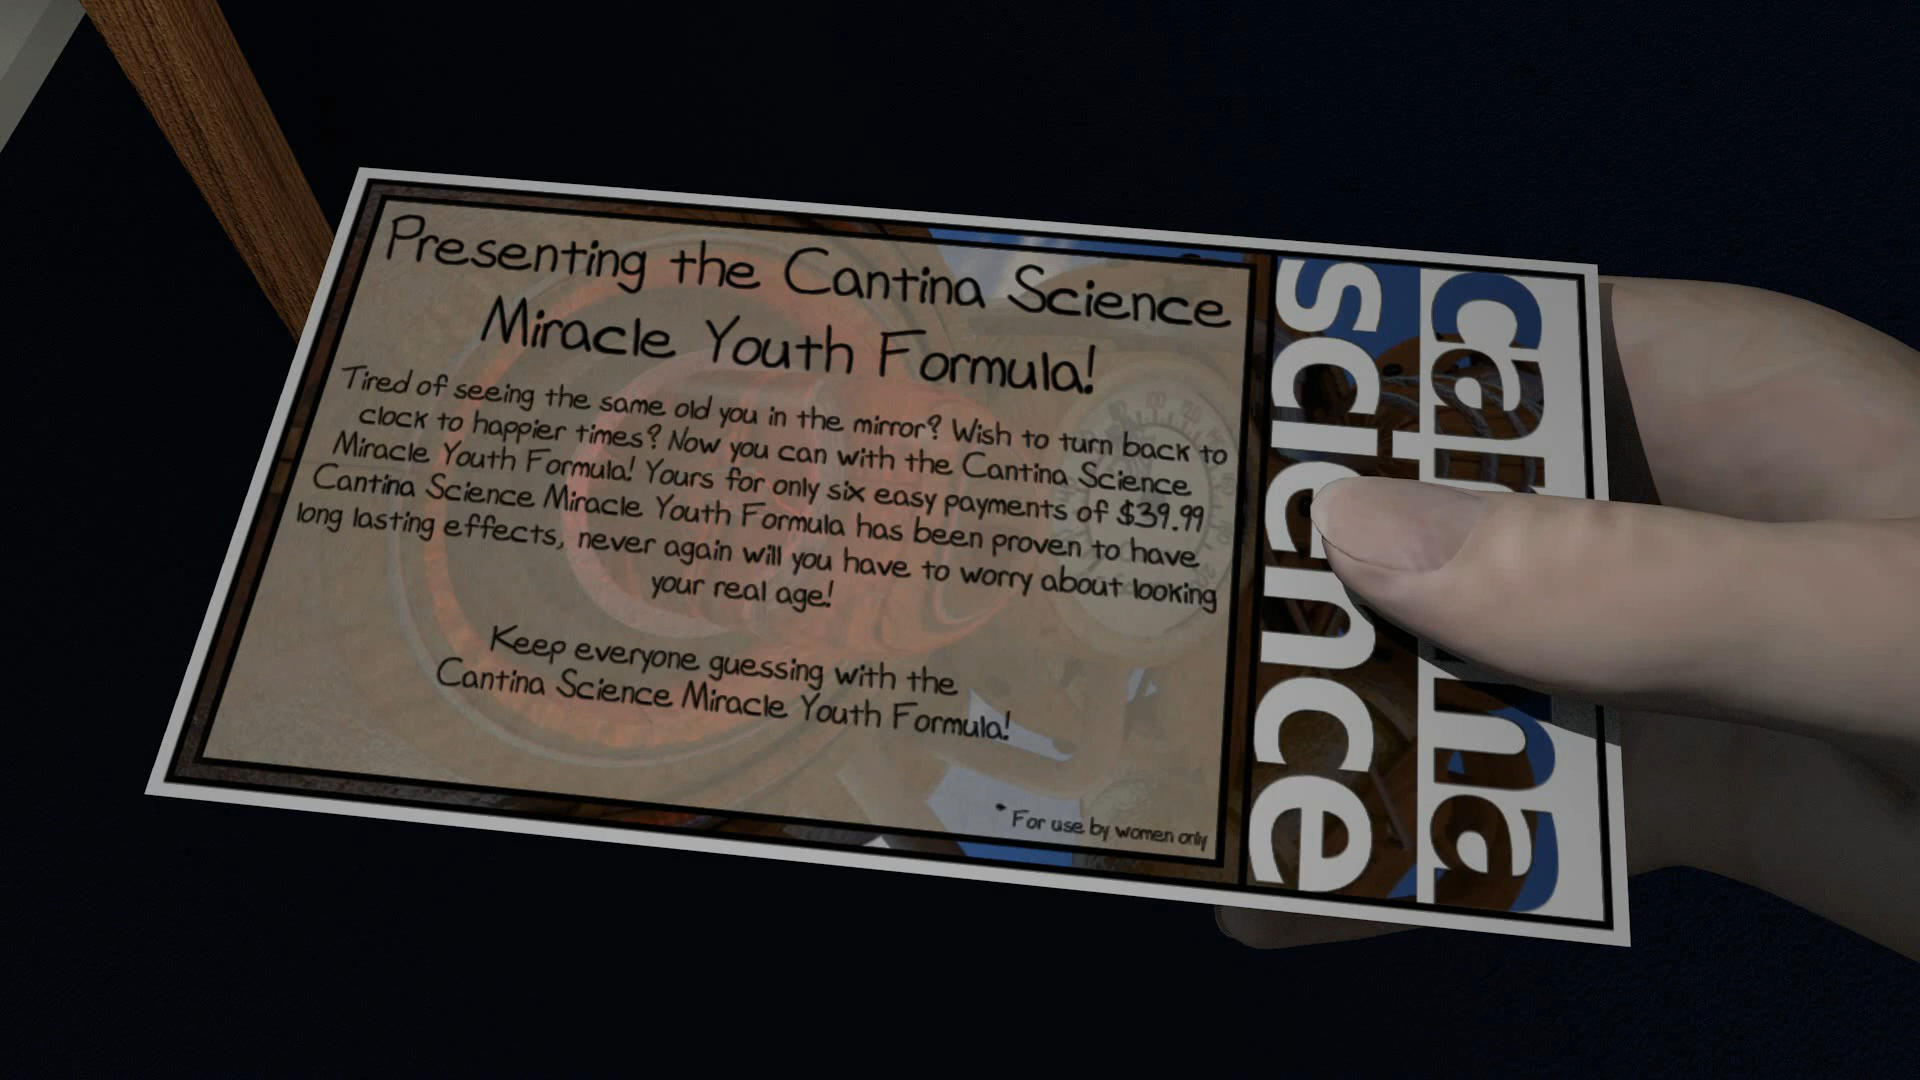 Presenting the Cantina Science
Miracle Youth Formula!
Tired of seeing the same old you in the mirror? Wish to turn back to
clock to happier times? Now you can with the Cantina Science
Miracle Youth Formula! Yours for only six easy payments of $39.99
Cantina Science Miracle Youth Formula has been proven to have
long lasting effects, never again will you have to worry about looking
your real age!
Keep everyone guessing with the
Cantina Science Miracle Youth Formula!
* For use by women only
cantina
science